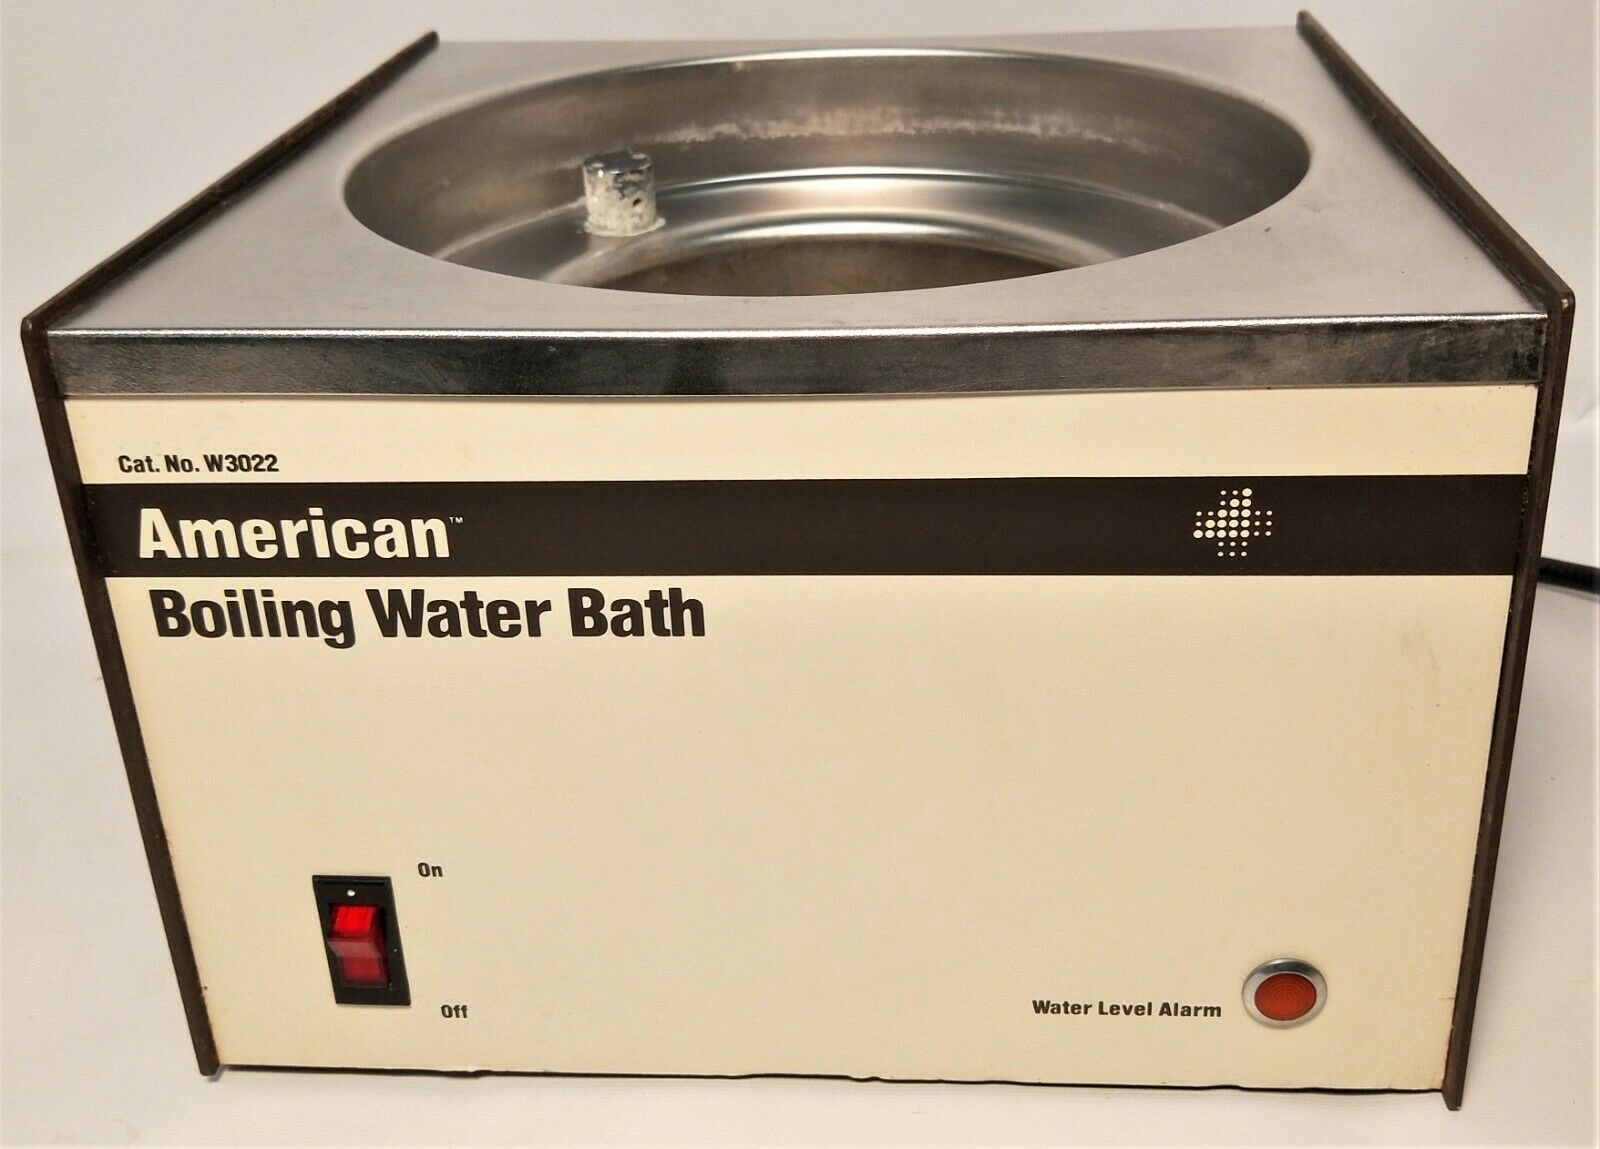 Cat. No. W3022
American™
Boiling Water Bath
On
Off
Water Level Alarm